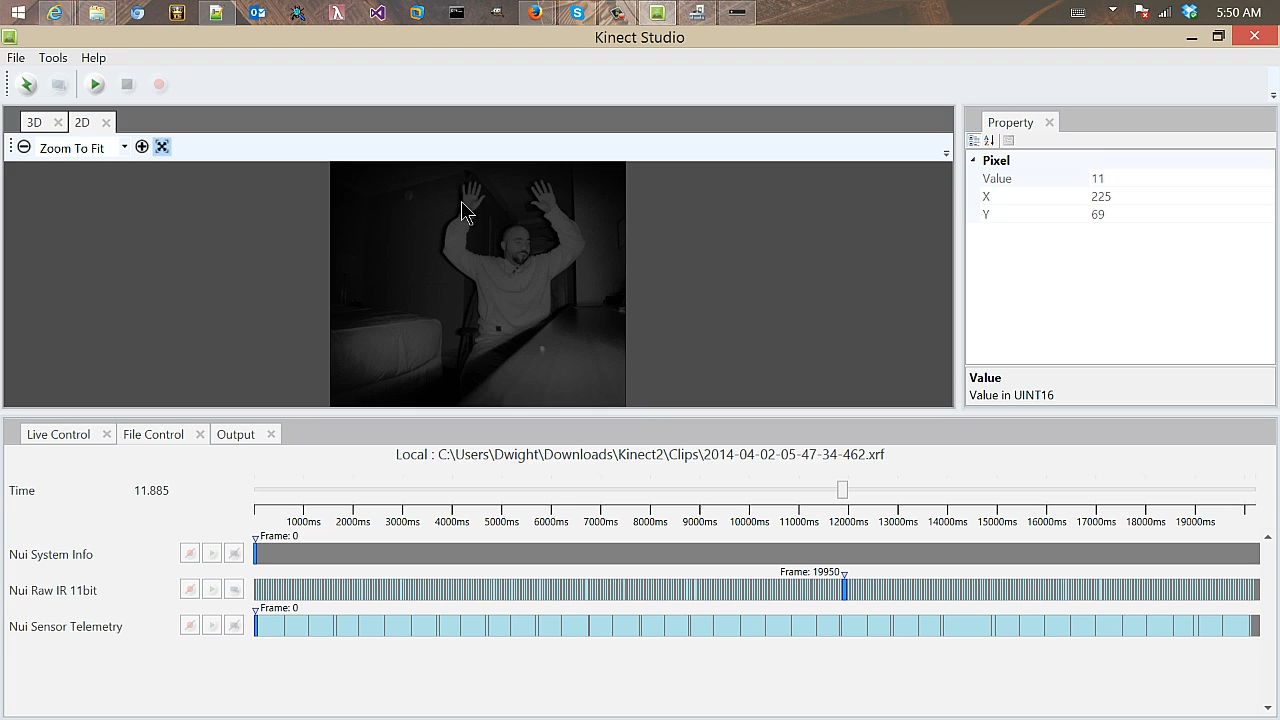 5:50 AM
Kinect Studio
File Tools Help
3D 2D
Zoom To Fit
Property
Pixel
Value 11
X 225
Y 69
Value
Value in UINT16
Live Control File Control Output
Local : C:\Users\Dwight\Downloads\Kinect2\Clips\2014-04-02-05-47-34-462.xrf
Time 11.885
1000ms 2000ms 3000ms 4000ms 5000ms 6000ms 7000ms 8000ms 9000ms 10000ms 11000ms 12000ms 13000ms 14000ms 15000ms 16000ms 17000ms 18000ms 19000ms
Frame: 0
Nui System Info
Frame: 19950
Nui Raw IR 11bit
Frame: 0
Nui Sensor Telemetry